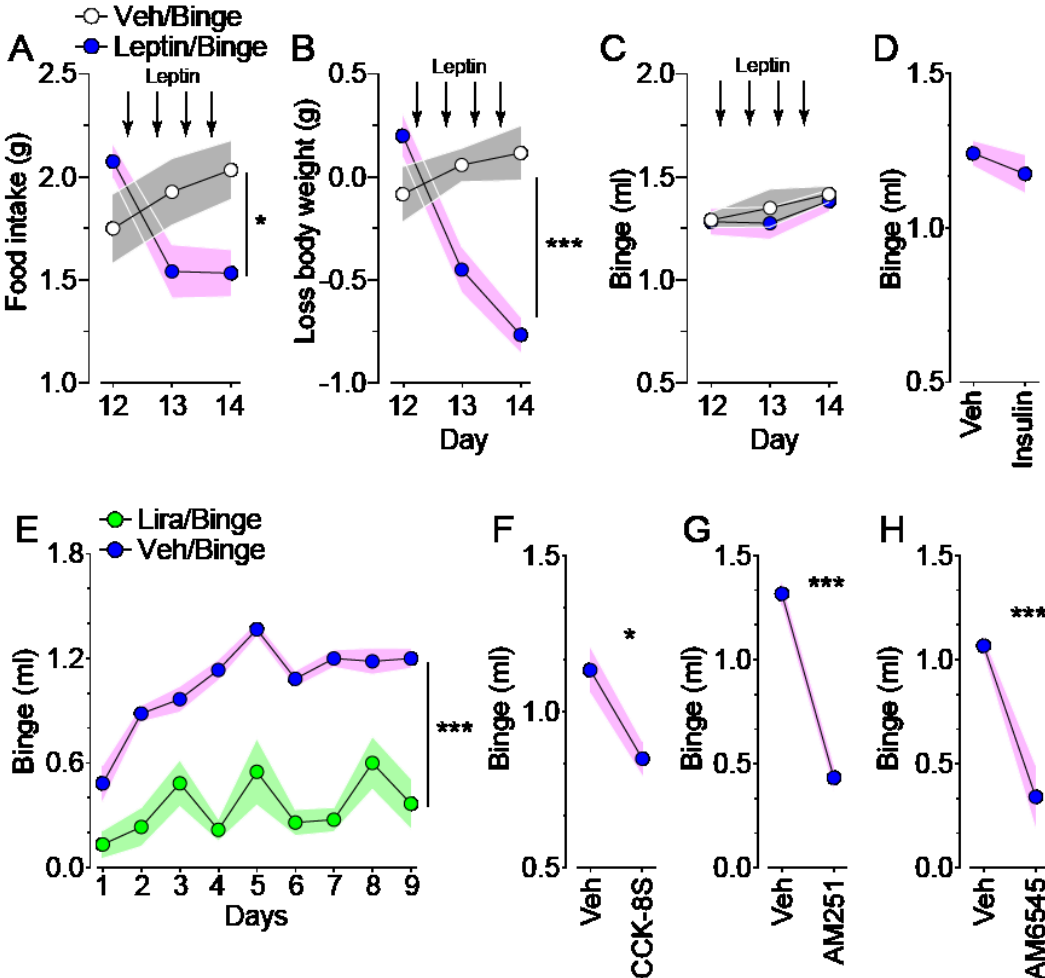 Veh/Binge
Leptin/Binge
A
Food intake (g)
2.5
2.0
1.5
1.0
Leptin
*
12 13 14
B
Loss body weight (g)
0.5
0.0
−0.5
−1.0
Leptin
***
12 13 14
Day
C
Binge (ml)
2.0
1.5
1.0
0.5
Leptin
12 13 14
Day
D
Binge (ml)
1.5
1.0
0.5
Veh
Insulin
E
Lira/Binge
Veh/Binge
Binge (ml)
1.8
1.2
0.6
0.0
***
1 2 3 4 5 6 7 8 9
Days
F
Binge (ml)
1.5
1.0
0.5
*
Veh
CCK-8S
G
Binge (ml)
1.5
1.0
0.5
0.0
***
Veh
AM251
H
Binge (ml)
1.5
1.0
0.5
0.0
***
Veh
AM6545